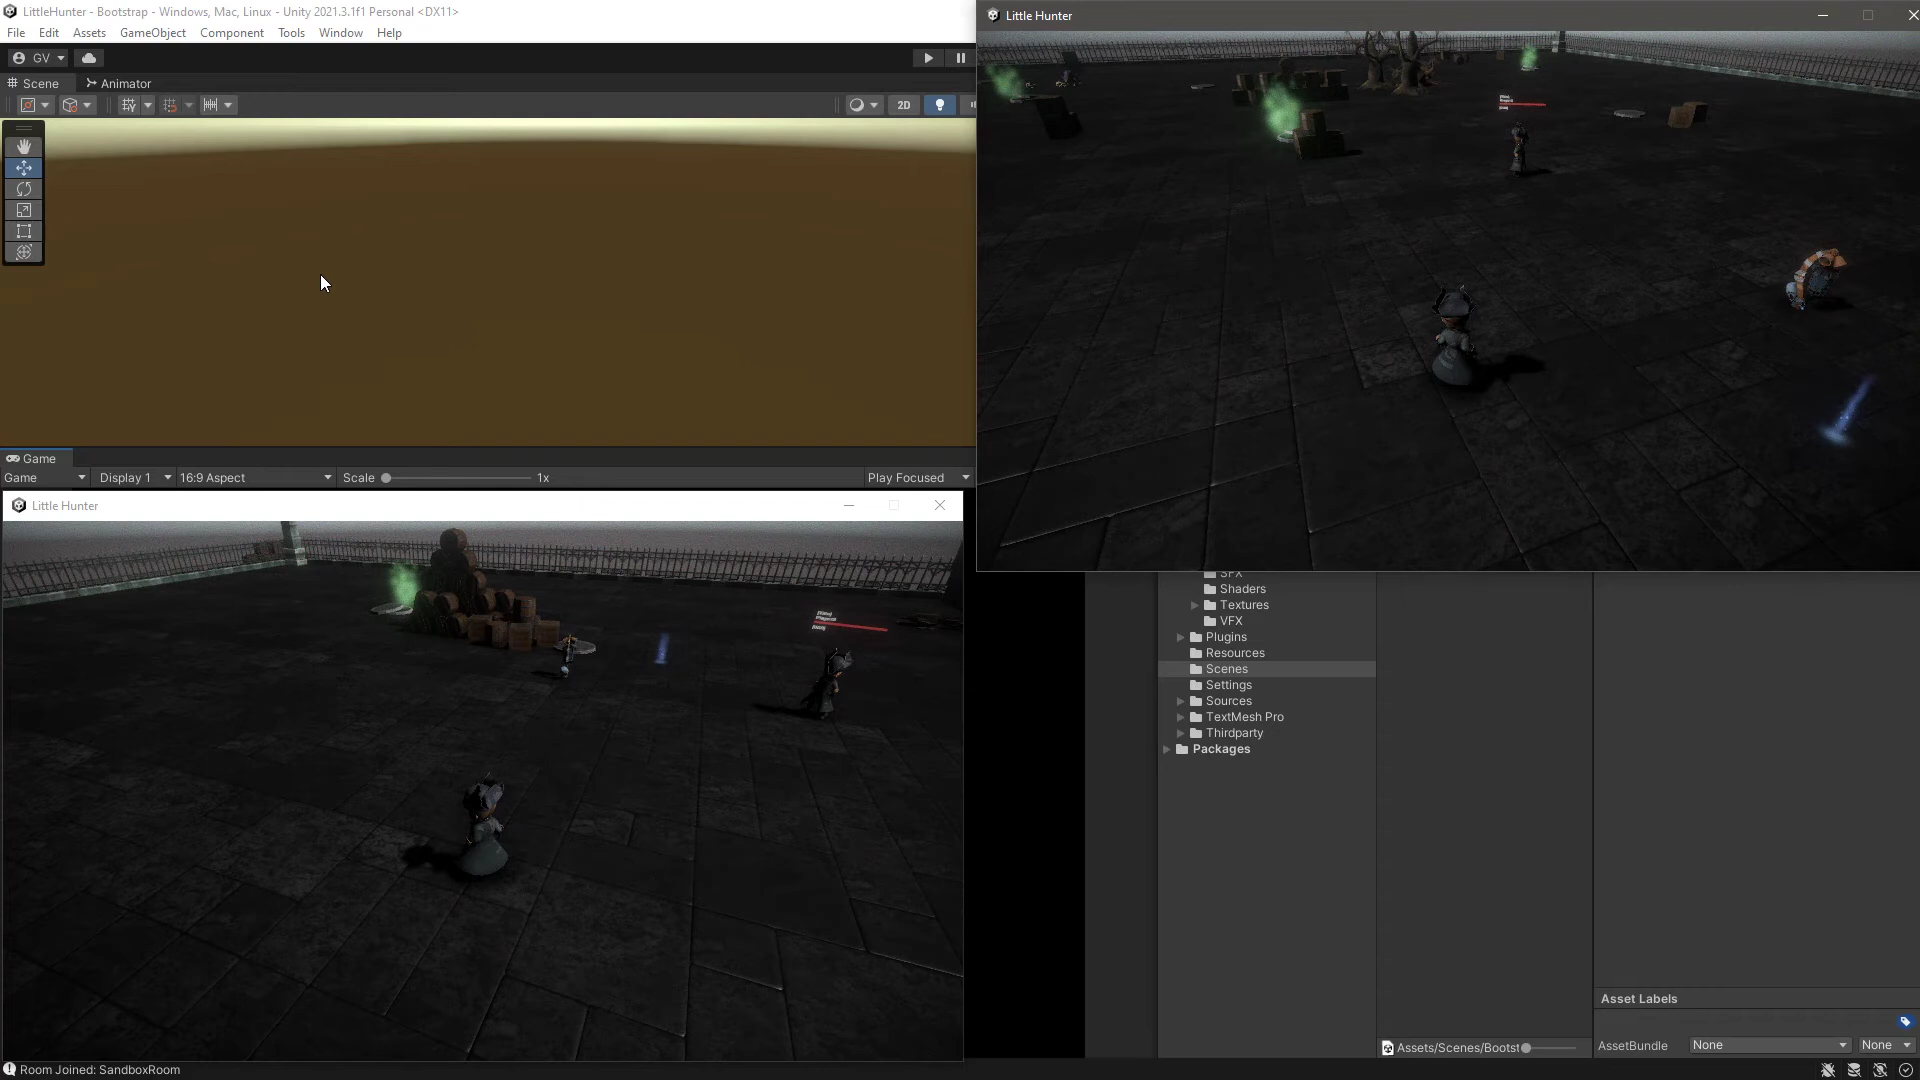 LittleHunter - Bootstrap - Windows, Mac, Linux - Unity 2021.3.1f1 Personal <DX11>
File Edit Assets GameObject Component Tools Window Help
GV
Scene Animator
2D
Game
Game Display 1 16:9 Aspect Scale 1x Play Focused
Little Hunter
Little Hunter
SFX
Shaders
Textures
VFX
Plugins
Resources
Scenes
Settings
Sources
TextMesh Pro
Thirdparty
Packages
Assets/Scenes/Bootst
Asset Labels
AssetBundle None None
Room Joined: SandboxRoom